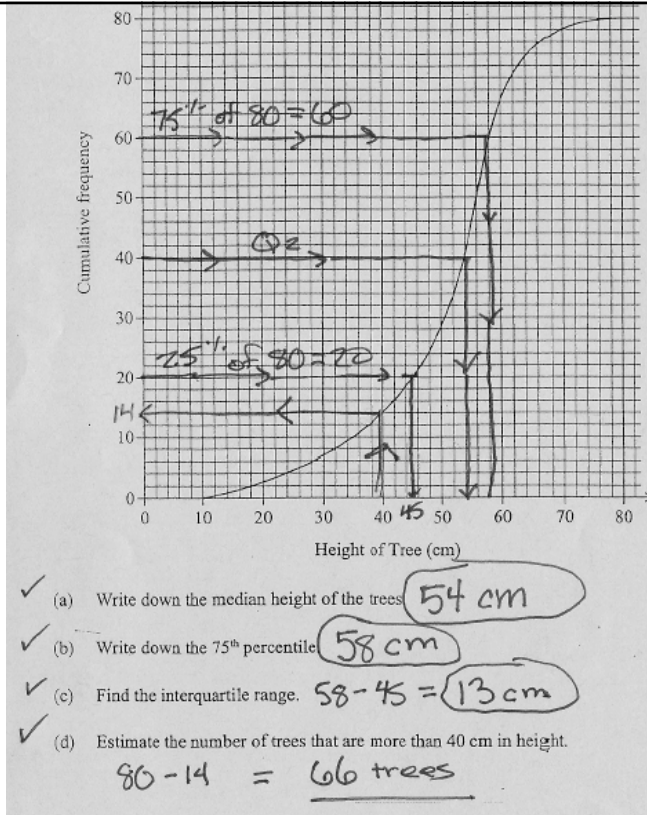 80
70
75% of 80 = 60
60
Cumulative frequency
50
Q2
40
30
25% of 80 = 20
20
14
10
0
0 10 20 30 40 45 50 60 70 80
Height of Tree (cm)
✓ (a) Write down the median height of the trees 54 cm
✓ (b) Write down the 75th percentile 58 cm
✓ (c) Find the interquartile range. 58 - 45 = 13 cm
✓ (d) Estimate the number of trees that are more than 40 cm in height.
80 - 14 = 66 trees